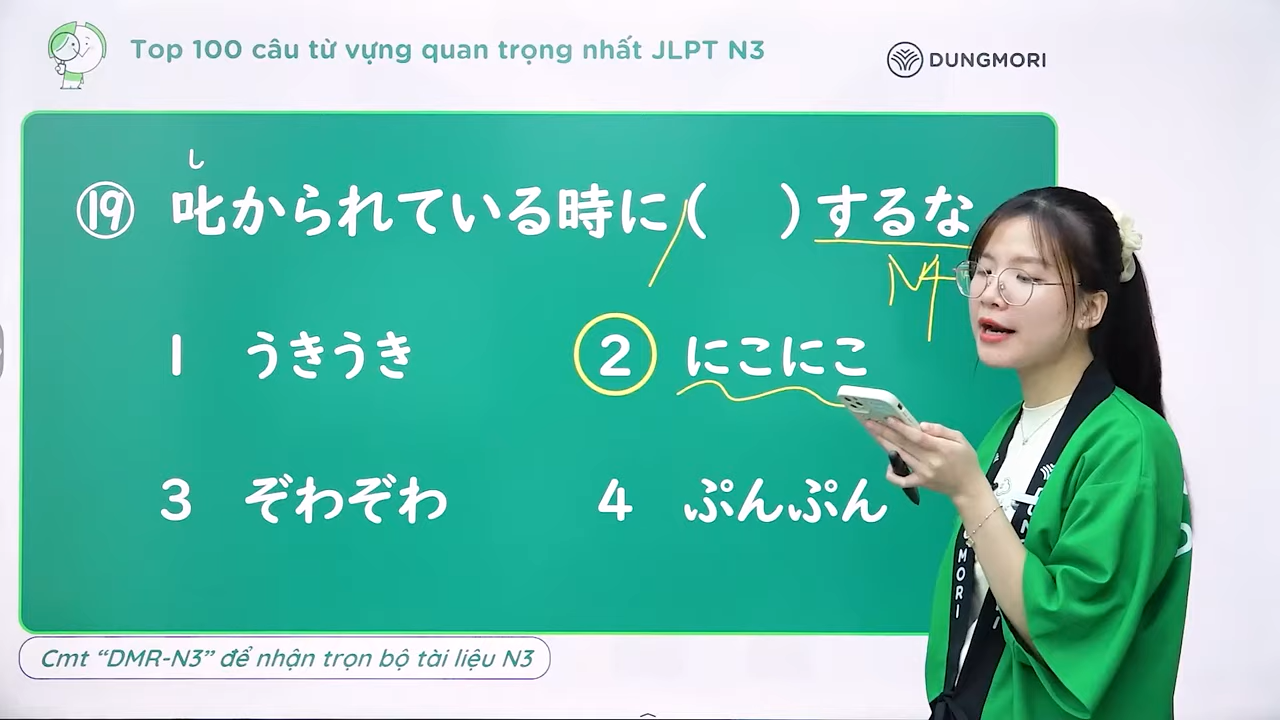 Top 100 câu từ vựng quan trọng nhất JLPT N3
DUNGMORI
し
⑲ 叱かられている時に ( ) するな
N4
1 うきうき
2 にこにこ
3 ぞわぞわ
4 ぷんぷん
MORI
Cmt “DMR-N3” để nhận trọn bộ tài liệu N3